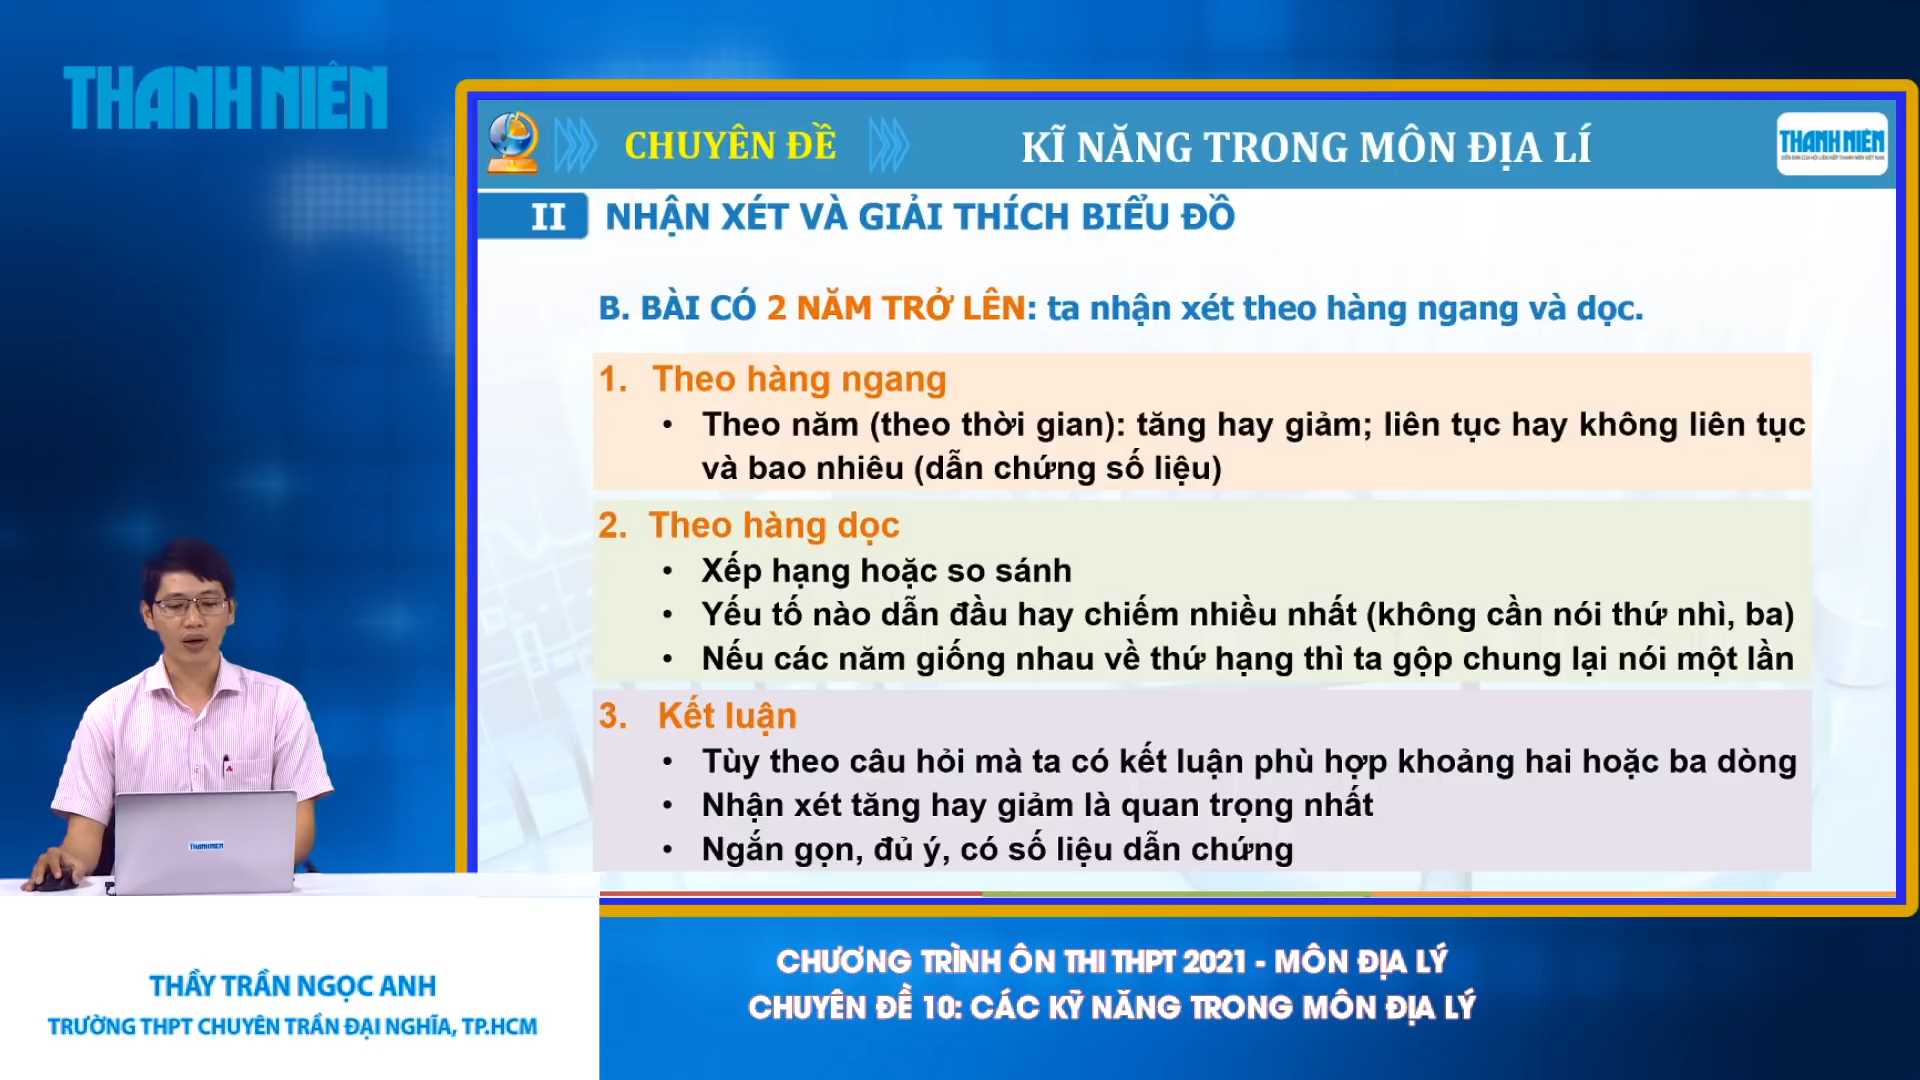 THANH NIÊN
CHUYÊN ĐỀ
KĨ NĂNG TRONG MÔN ĐỊA LÍ
THANH NIÊN
II NHẬN XÉT VÀ GIẢI THÍCH BIỂU ĐỒ
B. BÀI CÓ 2 NĂM TRỞ LÊN: ta nhận xét theo hàng ngang và dọc.
1. Theo hàng ngang
• Theo năm (theo thời gian): tăng hay giảm; liên tục hay không liên tục
và bao nhiêu (dẫn chứng số liệu)
2. Theo hàng dọc
• Xếp hạng hoặc so sánh
• Yếu tố nào dẫn đầu hay chiếm nhiều nhất (không cần nói thứ nhì, ba)
• Nếu các năm giống nhau về thứ hạng thì ta gộp chung lại nói một lần
3. Kết luận
• Tùy theo câu hỏi mà ta có kết luận phù hợp khoảng hai hoặc ba dòng
• Nhận xét tăng hay giảm là quan trọng nhất
• Ngắn gọn, đủ ý, có số liệu dẫn chứng
THANH NIÊN
THẦY TRẦN NGỌC ANH
TRƯỜNG THPT CHUYÊN TRẦN ĐẠI NGHĨA, TP.HCM
CHƯƠNG TRÌNH ÔN THI THPT 2021 - MÔN ĐỊA LÝ
CHUYÊN ĐỀ 10: CÁC KỸ NĂNG TRONG MÔN ĐỊA LÝ